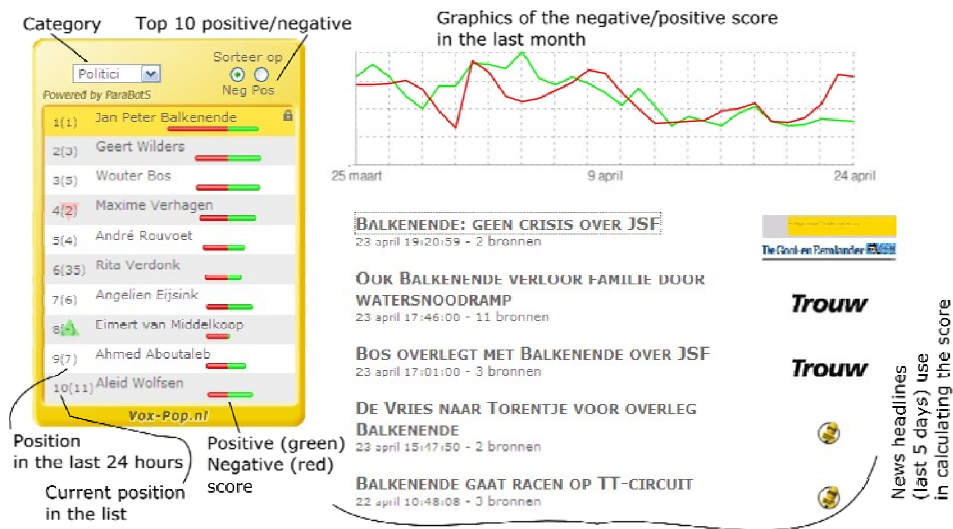 Category
Top 10 positive/negative
Sorteer op
Politici
Neg Pos
Powered by ParaBotS
1(1) Jan Peter Balkenende
2(3) Geert Wilders
3(5) Wouter Bos
4(2) Maxime Verhagen
5(4) André Rouvoet
6(35) Rita Verdonk
7(6) Angelien Eijsink
8(-) Eimert van Middelkoop
9(7) Ahmed Aboutaleb
10(11) Aleid Wolfsen
Vox-Pop.nl
Position
in the last 24 hours
Current position
in the list
Positive (green)
Negative (red)
score
Graphics of the negative/positive score
in the last month
25 maart
9 april
24 april
BALKENENDE: GEEN CRISIS OVER JSF
23 april 19:20:59 - 2 bronnen
De Gooi- en Eemlander
OOK BALKENENDE VERLOOR FAMILIE DOOR
WATERSNOODRAMP
23 april 17:46:00 - 11 bronnen
Trouw
BOS OVERLEGT MET BALKENENDE OVER JSF
23 april 17:01:00 - 3 bronnen
Trouw
DE VRIES NAAR TORENTJE VOOR OVERLEG
BALKENENDE
23 april 15:47:50 - 2 bronnen
BALKENENDE GAAT RACEN OP TT-CIRCUIT
22 april 10:48:08 - 3 bronnen
News headlines
(last 5 days) use
in calculating the score